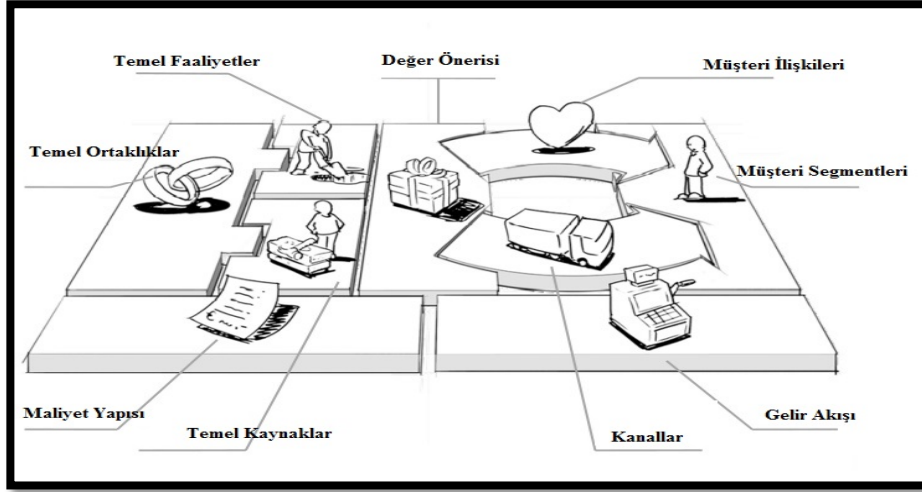 Temel Faaliyetler
Değer Önerisi
Müşteri İlişkileri
Temel Ortaklıklar
Müşteri Segmentleri
Maliyet Yapısı
Temel Kaynaklar
Kanallar
Gelir Akışı